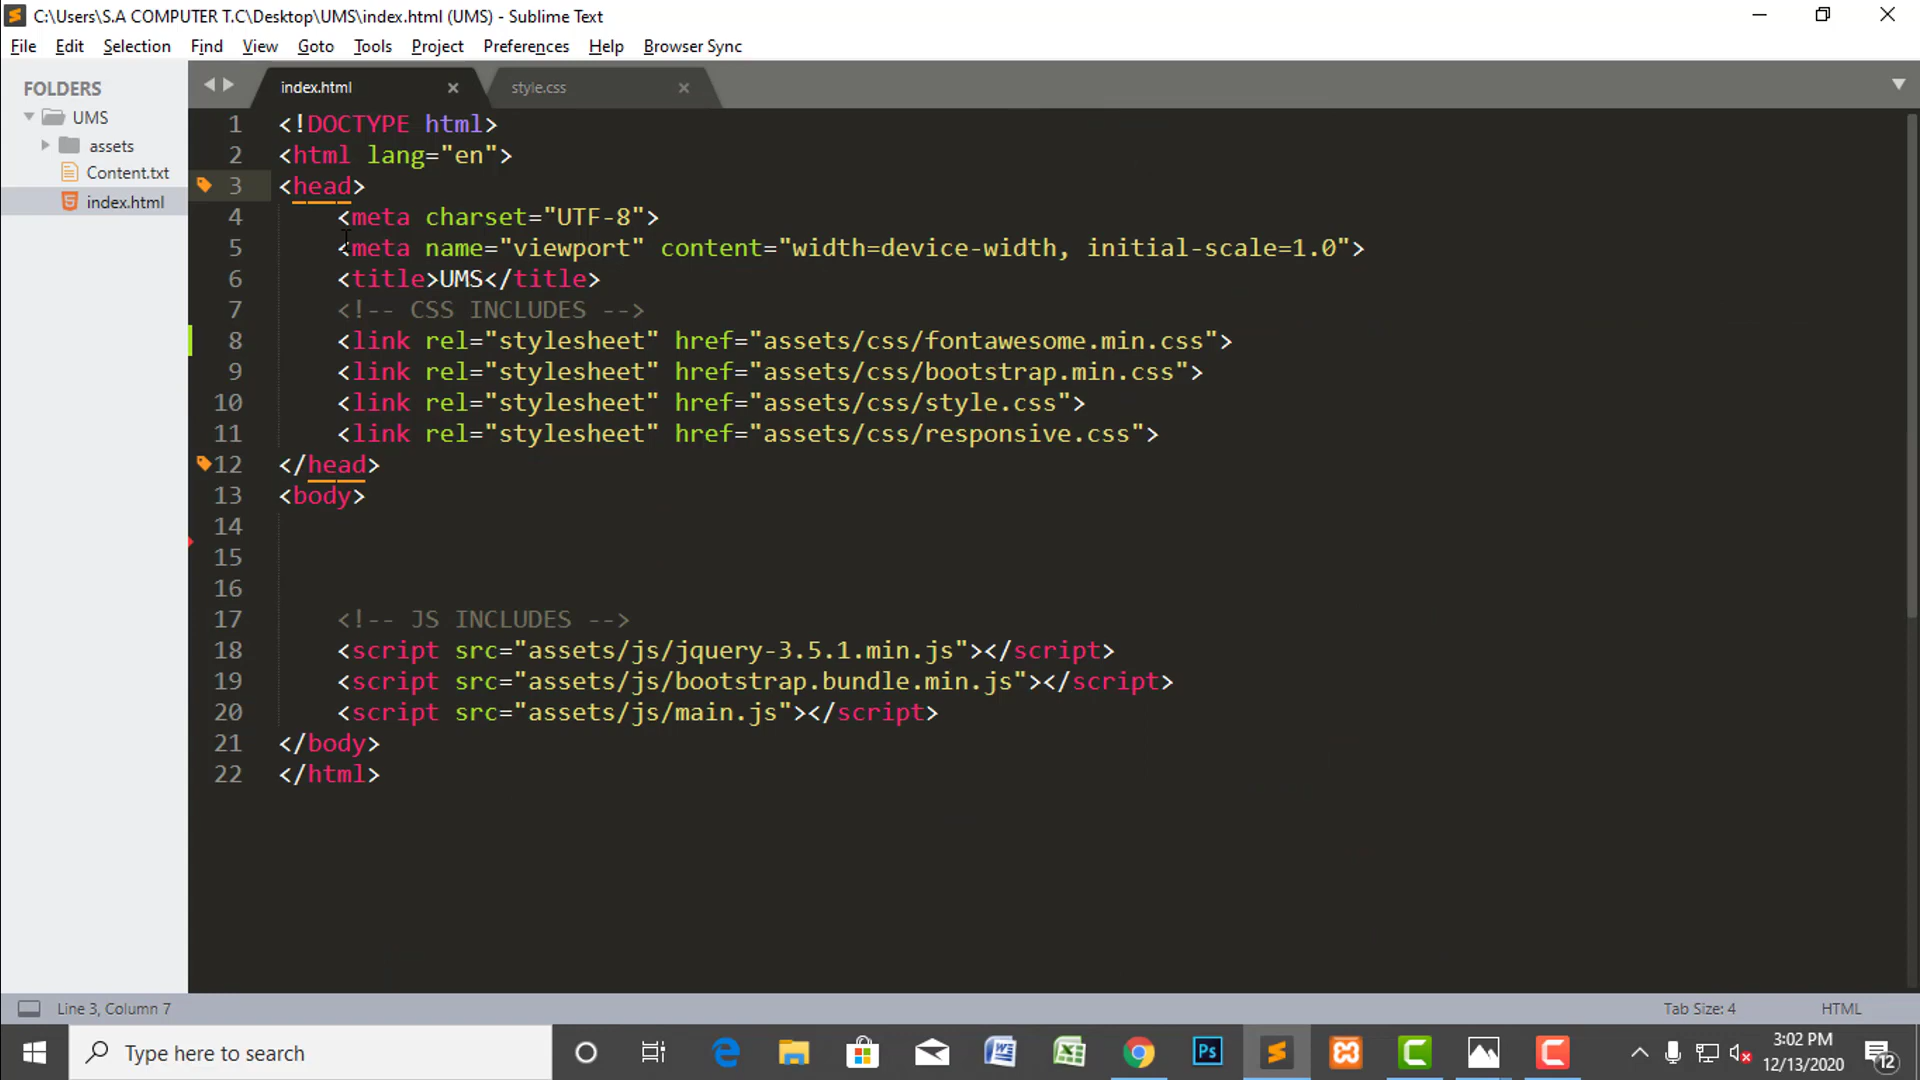 C:\Users\S.A COMPUTER T.C\Desktop\UMS\index.html (UMS) - Sublime Text
File Edit Selection Find View Goto Tools Project Preferences Help Browser Sync
FOLDERS
UMS
assets
Content.txt
index.html
index.html style.css
1 <!DOCTYPE html>
2 <html lang="en">
3 <head>
4 <meta charset="UTF-8">
5 <meta name="viewport" content="width=device-width, initial-scale=1.0">
6 <title>UMS</title>
7 <!-- CSS INCLUDES -->
8 <link rel="stylesheet" href="assets/css/fontawesome.min.css">
9 <link rel="stylesheet" href="assets/css/bootstrap.min.css">
10 <link rel="stylesheet" href="assets/css/style.css">
11 <link rel="stylesheet" href="assets/css/responsive.css">
12 </head>
13 <body>
14
15
16
17 <!-- JS INCLUDES -->
18 <script src="assets/js/jquery-3.5.1.min.js"></script>
19 <script src="assets/js/bootstrap.bundle.min.js"></script>
20 <script src="assets/js/main.js"></script>
21 </body>
22 </html>
Line 3, Column 7 Tab Size: 4 HTML
Type here to search
Ps
3:02 PM
12/13/2020
12